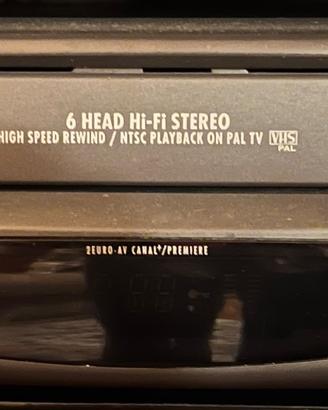 6 HEAD Hi-Fi STEREO
HIGH SPEED REWIND / NTSC PLAYBACK ON PAL TV VHS
PAL
2EURO-AV CANAL+/PREMIERE